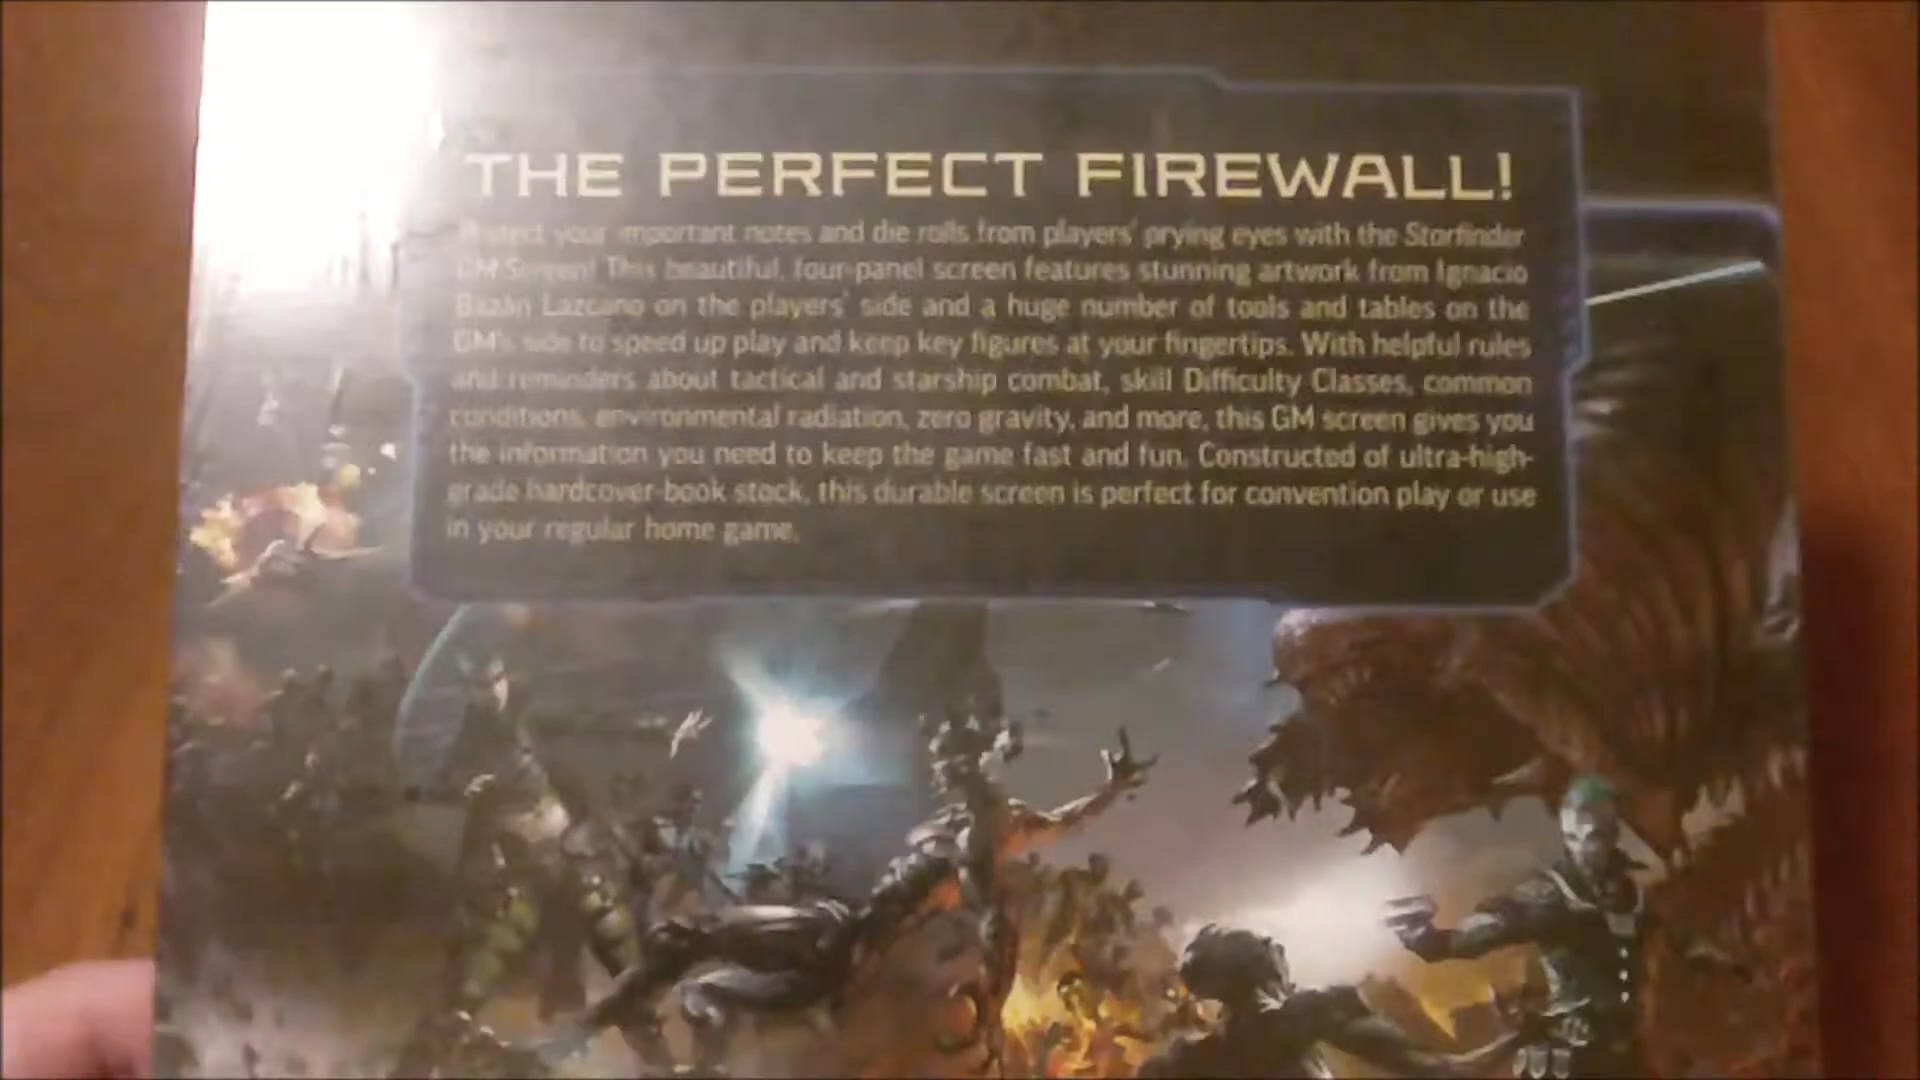 THE PERFECT FIREWALL!
Protect your important notes and die rolls from players' prying eyes with the Starfinder
GM Screen! This beautiful, four-panel screen features stunning artwork from Ignacio
Bazán Lazcano on the players' side and a huge number of tools and tables on the
GM's side to speed up play and keep key figures at your fingertips. With helpful rules
and reminders about tactical and starship combat, skill Difficulty Classes, common
conditions, environmental radiation, zero gravity, and more, this GM screen gives you
the information you need to keep the game fast and fun. Constructed of ultra-high-
grade hardcover book stock, this durable screen is perfect for convention play or use
in your regular home game.